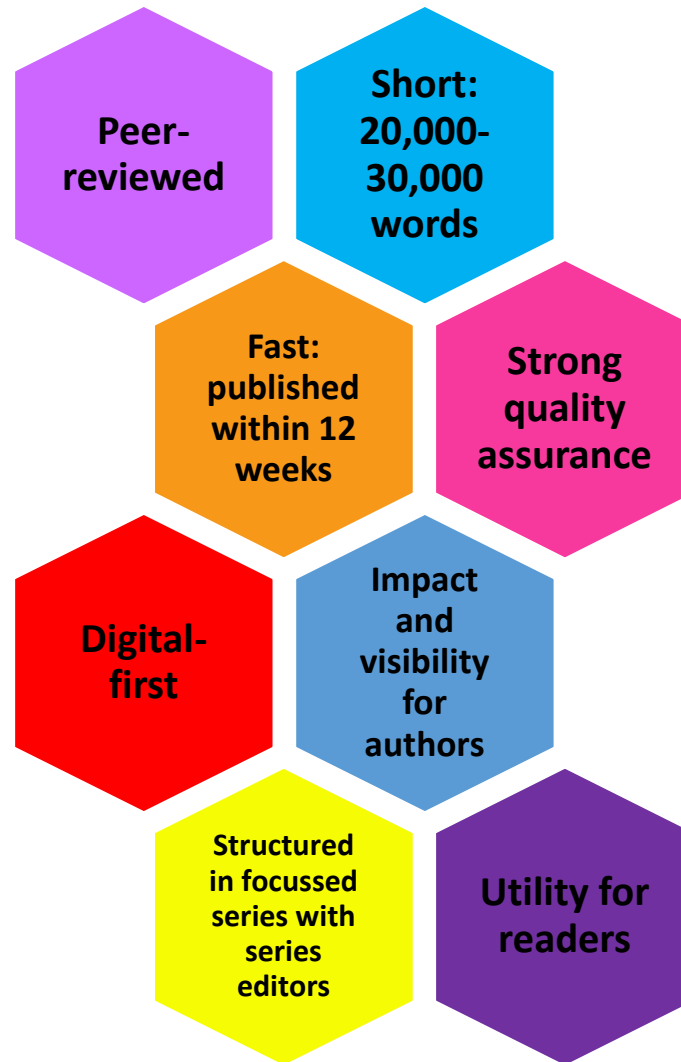 Peer-
reviewed
Short:
20,000-
30,000
words
Fast:
published
within 12
weeks
Strong
quality
assurance
Digital-
first
Impact
and
visibility
for
authors
Structured
in focussed
series with
series
editors
Utility for
readers